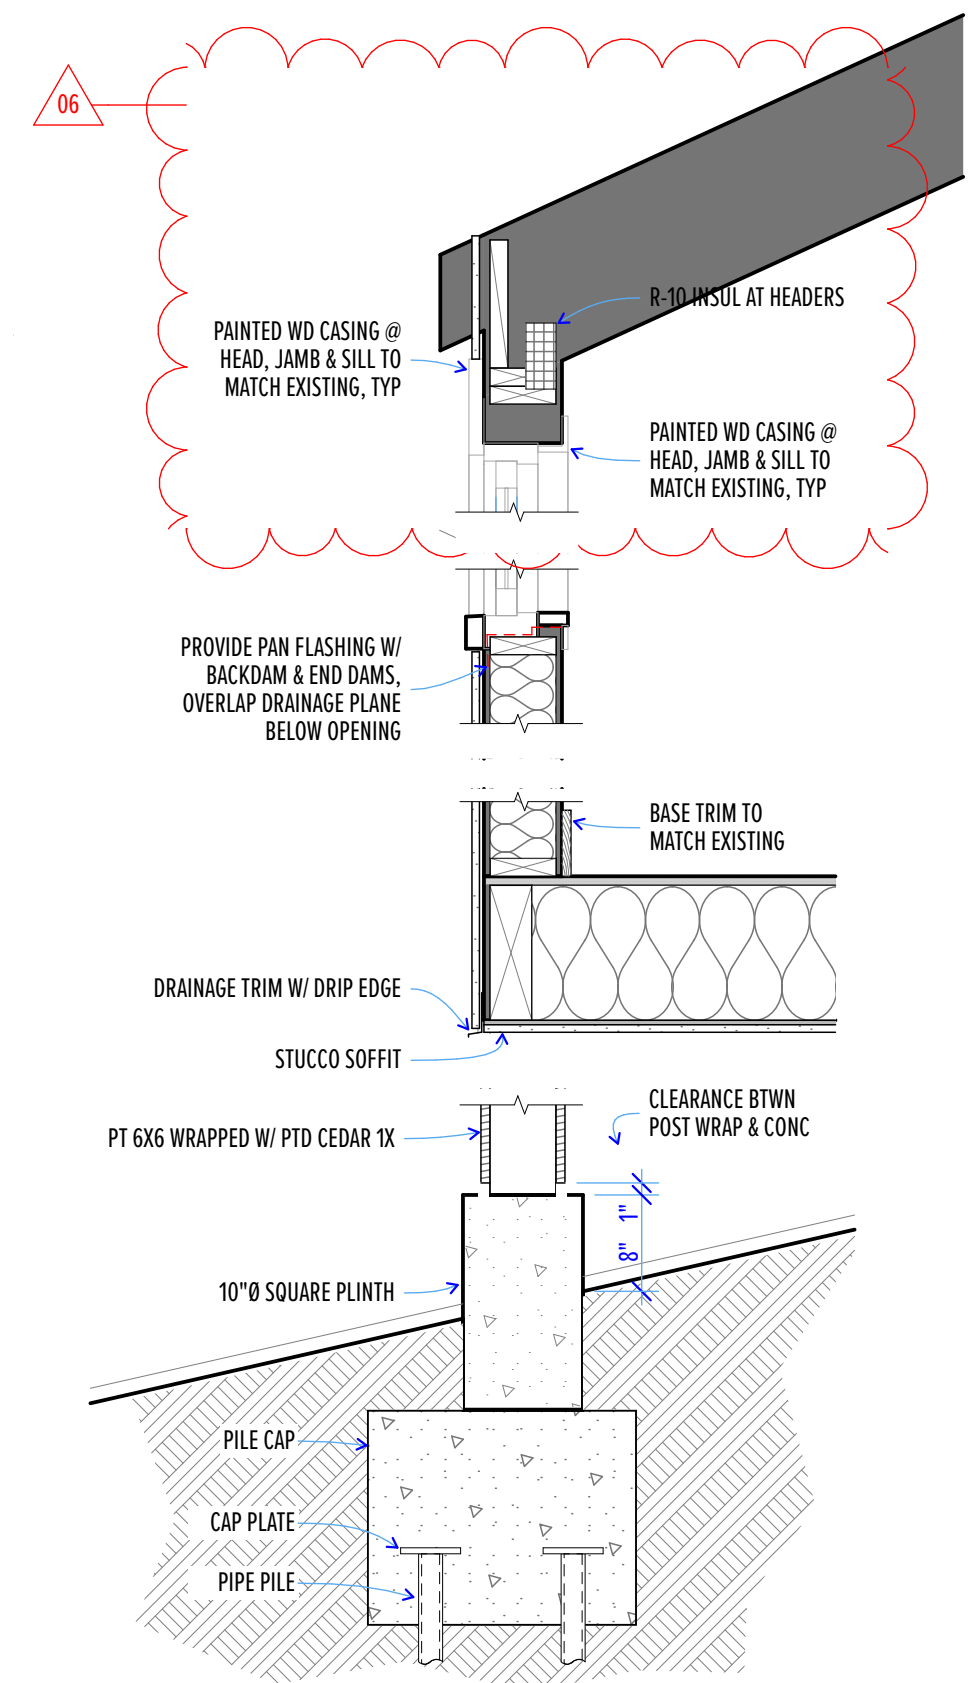 06
R-10 INSUL AT HEADERS
PAINTED WD CASING @
HEAD, JAMB & SILL TO
MATCH EXISTING, TYP
PAINTED WD CASING @
HEAD, JAMB & SILL TO
MATCH EXISTING, TYP
PROVIDE PAN FLASHING W/
BACKDAM & END DAMS,
OVERLAP DRAINAGE PLANE
BELOW OPENING
BASE TRIM TO
MATCH EXISTING
DRAINAGE TRIM W/ DRIP EDGE
STUCCO SOFFIT
CLEARANCE BTWN
POST WRAP & CONC
PT 6X6 WRAPPED W/ PTD CEDAR 1X
1"
8"
10"Ø SQUARE PLINTH
PILE CAP
CAP PLATE
PIPE PILE